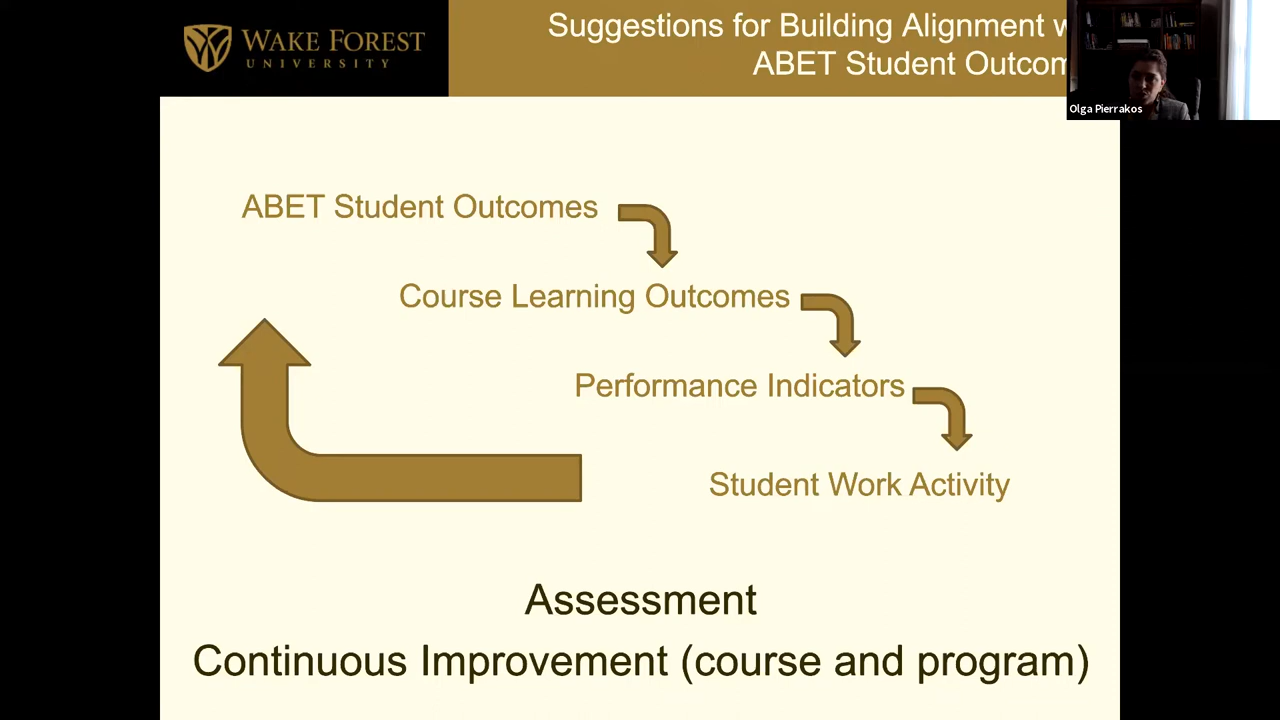 WAKE FOREST
UNIVERSITY
Suggestions for Building Alignment
ABET Student
Olga Pierrakos
ABET Student Outcomes
Course Learning Outcomes
Performance Indicators
Student Work Activity
Assessment
Continuous Improvement (course and program)